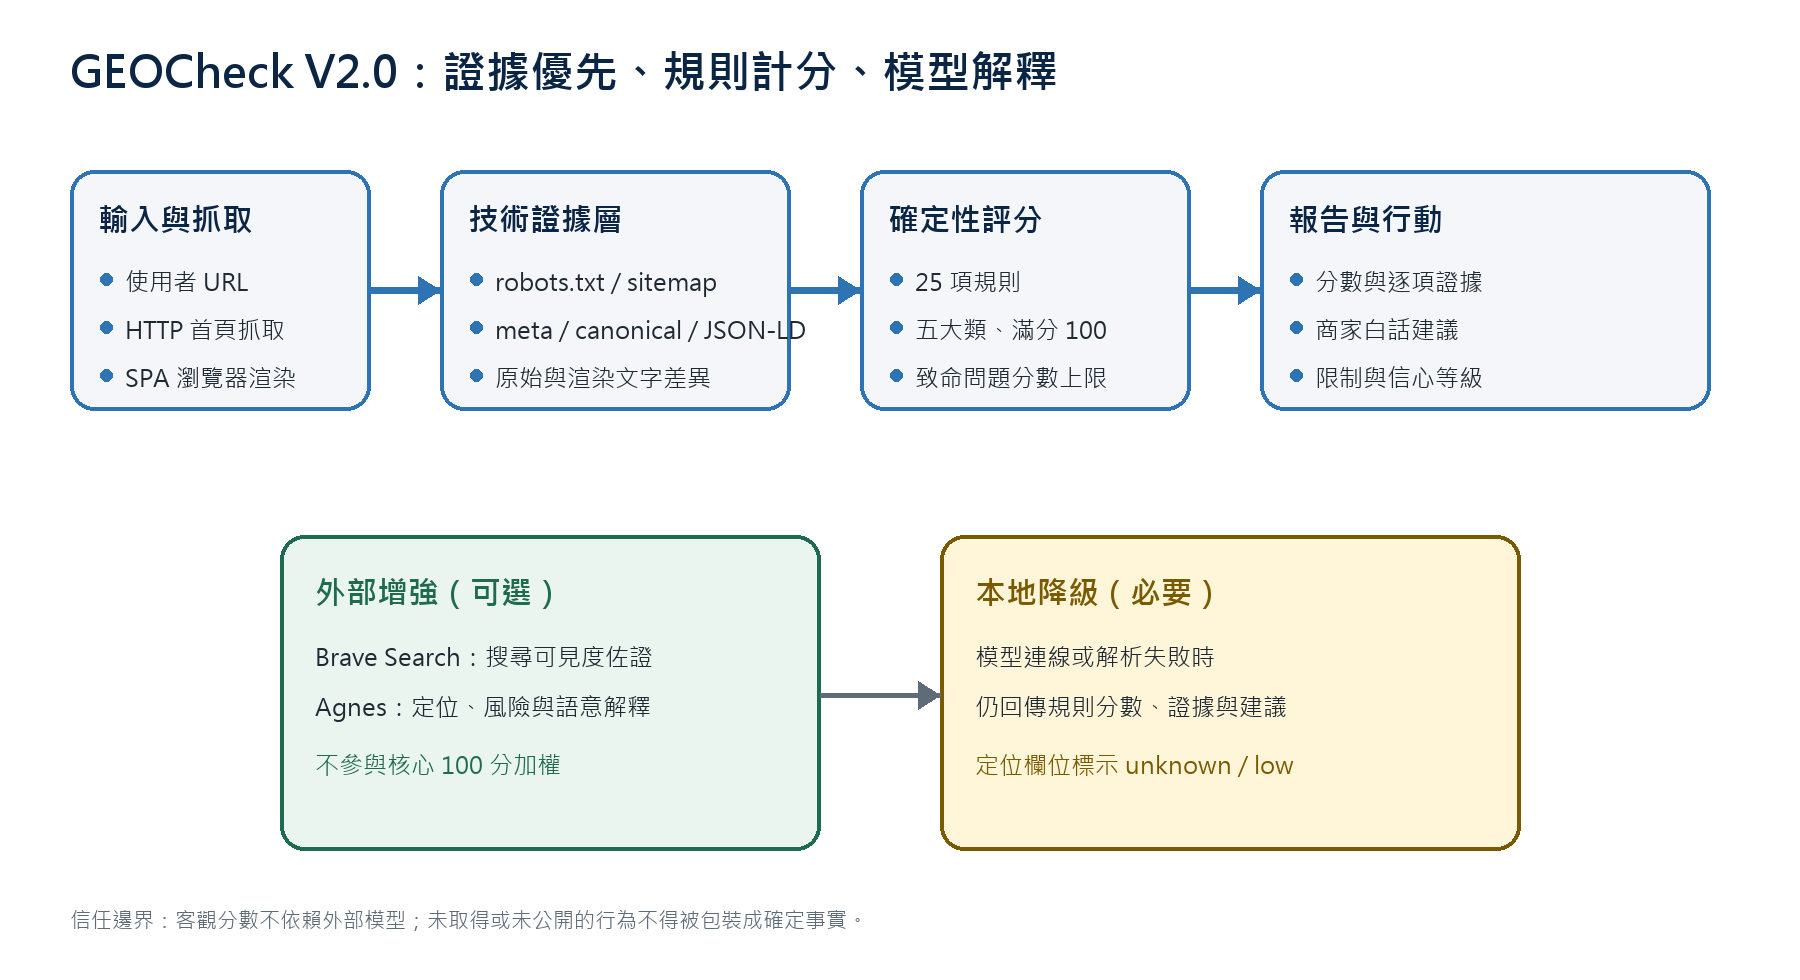 GEOCheck V2.0：證據優先、規則計分、模型解釋
輸入與抓取
使用者 URL
HTTP 首頁抓取
SPA 瀏覽器渲染
技術證據層
robots.txt / sitemap
meta / canonical / JSON-LD
原始與渲染文字差異
確定性評分
25 項規則
五大類、滿分 100
致命問題分數上限
報告與行動
分數與逐項證據
商家白話建議
限制與信心等級
外部增強（可選）
Brave Search：搜尋可見度佐證
Agnes：定位、風險與語意解釋
不參與核心 100 分加權
本地降級（必要）
模型連線或解析失敗時
仍回傳規則分數、證據與建議
定位欄位標示 unknown / low
信任邊界：客觀分數不依賴外部模型；未取得或未公開的行為不得被包裝成確定事實。